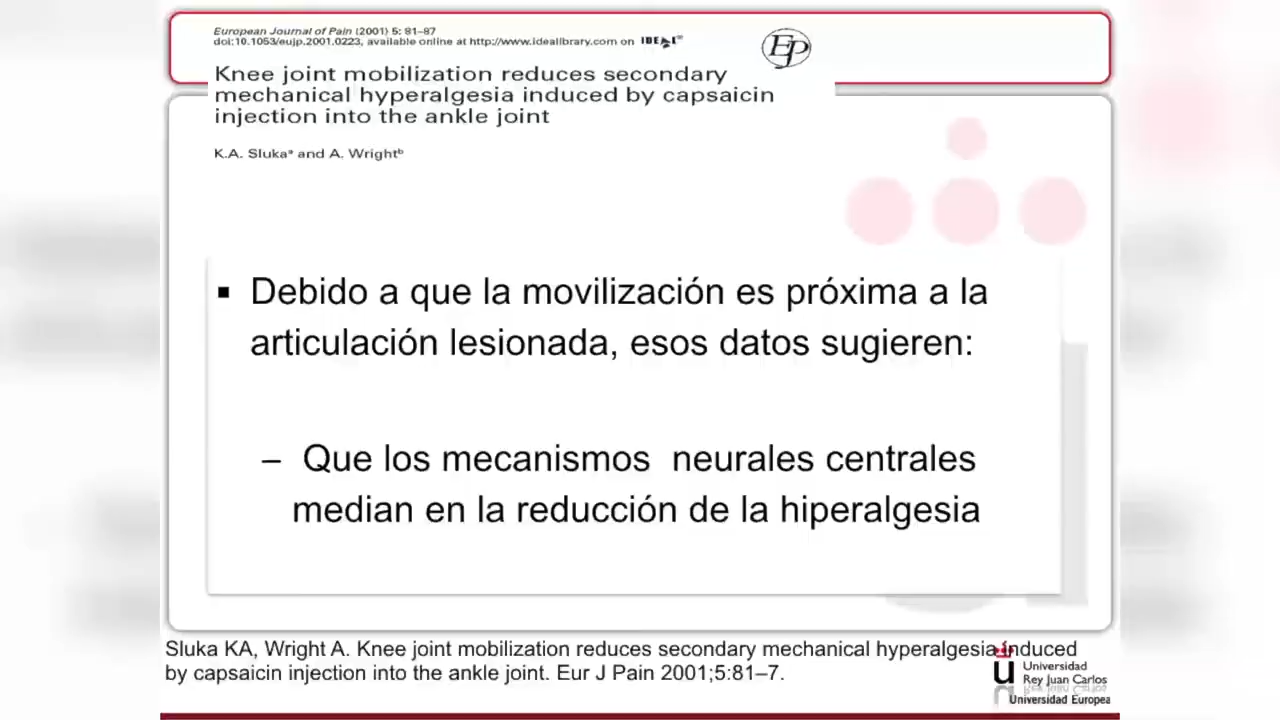 European Journal of Pain (2001) 5: 81–87
doi:10.1053/eujp.2001.0223, available online at http://www.idealibrary.com on IDEAL
EJP
Knee joint mobilization reduces secondary
mechanical hyperalgesia induced by capsaicin
injection into the ankle joint
K.A. Slukaᵃ and A. Wrightᵇ
▪ Debido a que la movilización es próxima a la
articulación lesionada, esos datos sugieren:
– Que los mecanismos neurales centrales
median en la reducción de la hiperalgesia
Sluka KA, Wright A. Knee joint mobilization reduces secondary mechanical hyperalgesia induced
by capsaicin injection into the ankle joint. Eur J Pain 2001;5:81–7.
u Universidad
Rey Juan Carlos
Universidad Europea